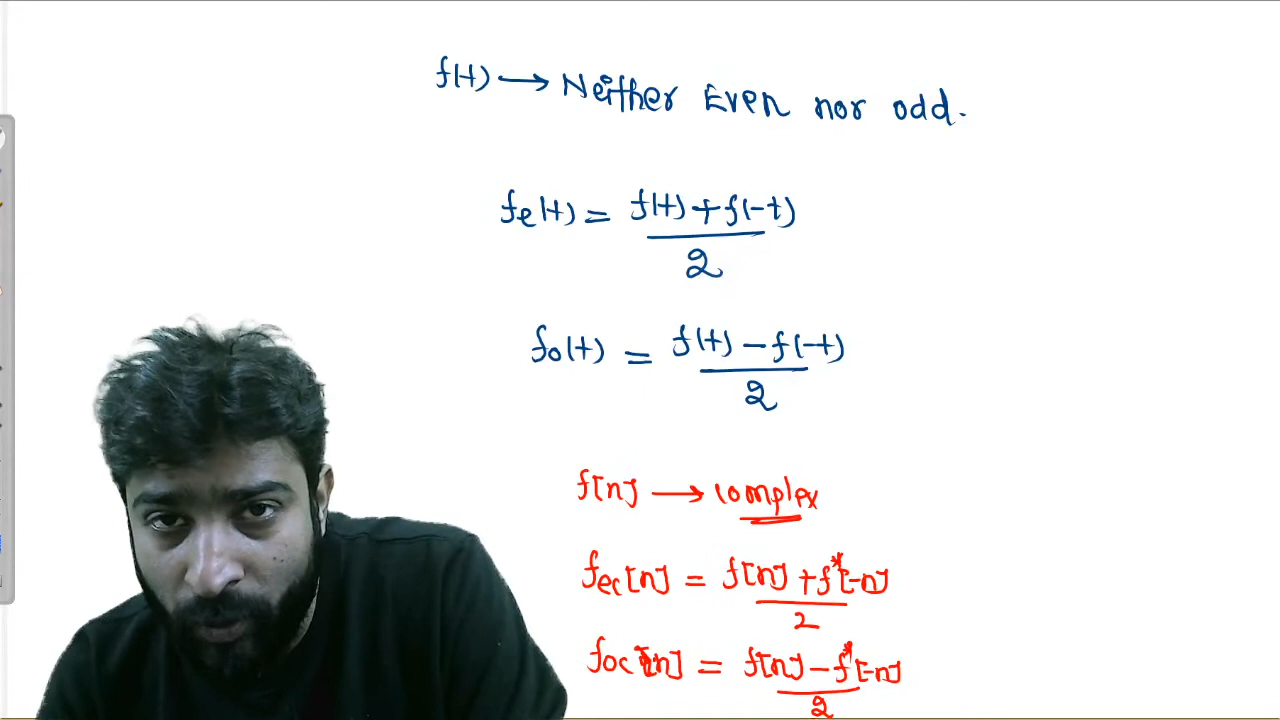 f(t) → Neither Even nor odd.
fe(t) = f(t) + f(-t) / 2
fo(t) = f(t) - f(-t) / 2
f[n] → complex
fec[n] = f[n] + f*[-n] / 2
foc[n] = f[n] - f*[-n] / 2